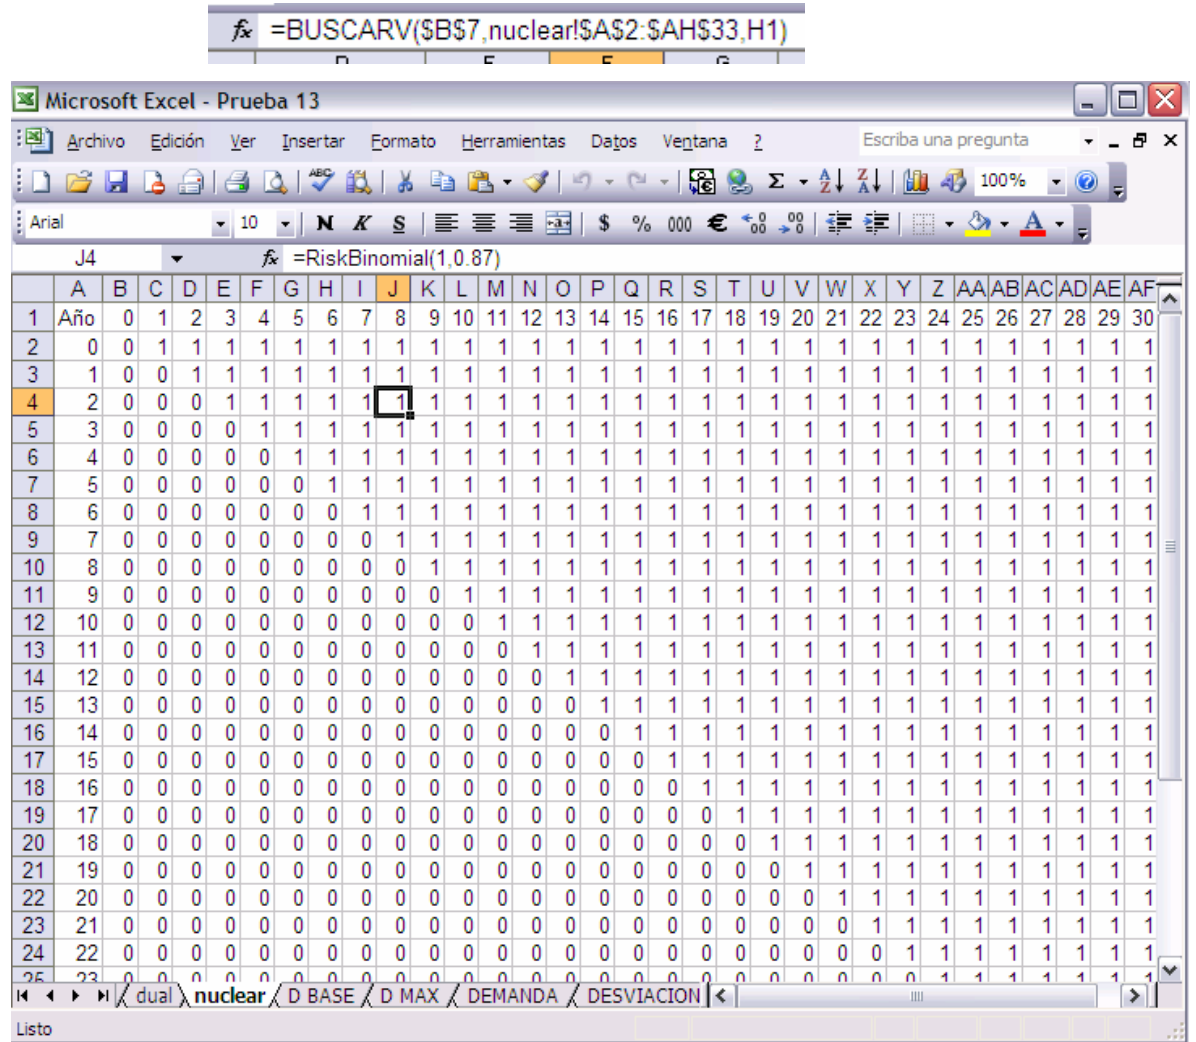 fx =BUSCARV($B$7,nuclear!$A$2:$AH$33,H1)
Microsoft Excel - Prueba 13
Archivo Edición Ver Insertar Formato Herramientas Datos Ventana ? Escriba una pregunta
ABC Σ A Z Z A 100% ?
Arial 10 N K S a $ % 000 € ,0 ,00 ,00 ,0 A
J4 fx =RiskBinomial(1,0.87)
A B C D E F G H I J K L M N O P Q R S T U V W X Y Z AA AB AC AD AE AF
1 Año 0 1 2 3 4 5 6 7 8 9 10 11 12 13 14 15 16 17 18 19 20 21 22 23 24 25 26 27 28 29 30
2 0 0 1 1 1 1 1 1 1 1 1 1 1 1 1 1 1 1 1 1 1 1 1 1 1 1 1 1 1 1 1 1
3 1 0 0 1 1 1 1 1 1 1 1 1 1 1 1 1 1 1 1 1 1 1 1 1 1 1 1 1 1 1 1 1
4 2 0 0 0 1 1 1 1 1 1 1 1 1 1 1 1 1 1 1 1 1 1 1 1 1 1 1 1 1 1 1 1
5 3 0 0 0 0 1 1 1 1 1 1 1 1 1 1 1 1 1 1 1 1 1 1 1 1 1 1 1 1 1 1 1
6 4 0 0 0 0 0 1 1 1 1 1 1 1 1 1 1 1 1 1 1 1 1 1 1 1 1 1 1 1 1 1 1
7 5 0 0 0 0 0 0 1 1 1 1 1 1 1 1 1 1 1 1 1 1 1 1 1 1 1 1 1 1 1 1 1
8 6 0 0 0 0 0 0 0 1 1 1 1 1 1 1 1 1 1 1 1 1 1 1 1 1 1 1 1 1 1 1 1
9 7 0 0 0 0 0 0 0 0 1 1 1 1 1 1 1 1 1 1 1 1 1 1 1 1 1 1 1 1 1 1 1
10 8 0 0 0 0 0 0 0 0 0 1 1 1 1 1 1 1 1 1 1 1 1 1 1 1 1 1 1 1 1 1 1
11 9 0 0 0 0 0 0 0 0 0 0 1 1 1 1 1 1 1 1 1 1 1 1 1 1 1 1 1 1 1 1 1
12 10 0 0 0 0 0 0 0 0 0 0 0 1 1 1 1 1 1 1 1 1 1 1 1 1 1 1 1 1 1 1 1
13 11 0 0 0 0 0 0 0 0 0 0 0 0 1 1 1 1 1 1 1 1 1 1 1 1 1 1 1 1 1 1 1
14 12 0 0 0 0 0 0 0 0 0 0 0 0 0 1 1 1 1 1 1 1 1 1 1 1 1 1 1 1 1 1 1
15 13 0 0 0 0 0 0 0 0 0 0 0 0 0 0 1 1 1 1 1 1 1 1 1 1 1 1 1 1 1 1 1
16 14 0 0 0 0 0 0 0 0 0 0 0 0 0 0 0 1 1 1 1 1 1 1 1 1 1 1 1 1 1 1 1
17 15 0 0 0 0 0 0 0 0 0 0 0 0 0 0 0 0 1 1 1 1 1 1 1 1 1 1 1 1 1 1 1
18 16 0 0 0 0 0 0 0 0 0 0 0 0 0 0 0 0 0 1 1 1 1 1 1 1 1 1 1 1 1 1 1
19 17 0 0 0 0 0 0 0 0 0 0 0 0 0 0 0 0 0 0 1 1 1 1 1 1 1 1 1 1 1 1 1
20 18 0 0 0 0 0 0 0 0 0 0 0 0 0 0 0 0 0 0 0 1 1 1 1 1 1 1 1 1 1 1 1
21 19 0 0 0 0 0 0 0 0 0 0 0 0 0 0 0 0 0 0 0 0 1 1 1 1 1 1 1 1 1 1 1
22 20 0 0 0 0 0 0 0 0 0 0 0 0 0 0 0 0 0 0 0 0 0 1 1 1 1 1 1 1 1 1 1
23 21 0 0 0 0 0 0 0 0 0 0 0 0 0 0 0 0 0 0 0 0 0 0 1 1 1 1 1 1 1 1 1
24 22 0 0 0 0 0 0 0 0 0 0 0 0 0 0 0 0 0 0 0 0 0 0 0 1 1 1 1 1 1 1 1
25 23 0 0 0 0 0 0 0 0 0 0 0 0 0 0 0 0 0 0 0 0 0 0 0 0 1 1 1 1 1 1 1
dual nuclear D BASE D MAX DEMANDA DESVIACION
Listo